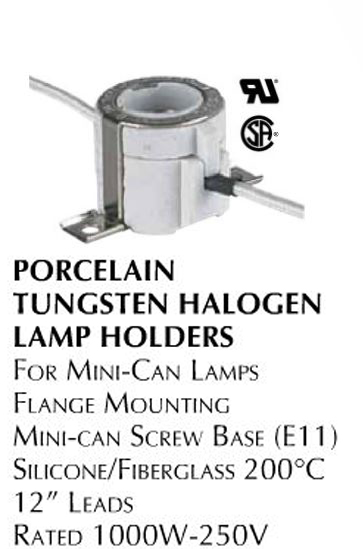 PORCELAIN
TUNGSTEN HALOGEN
LAMP HOLDERS
FOR MINI-CAN LAMPS
FLANGE MOUNTING
MINI-CAN SCREW BASE (E11)
SILICONE/FIBERGLASS 200°C
12" LEADS
RATED 1000W-250V